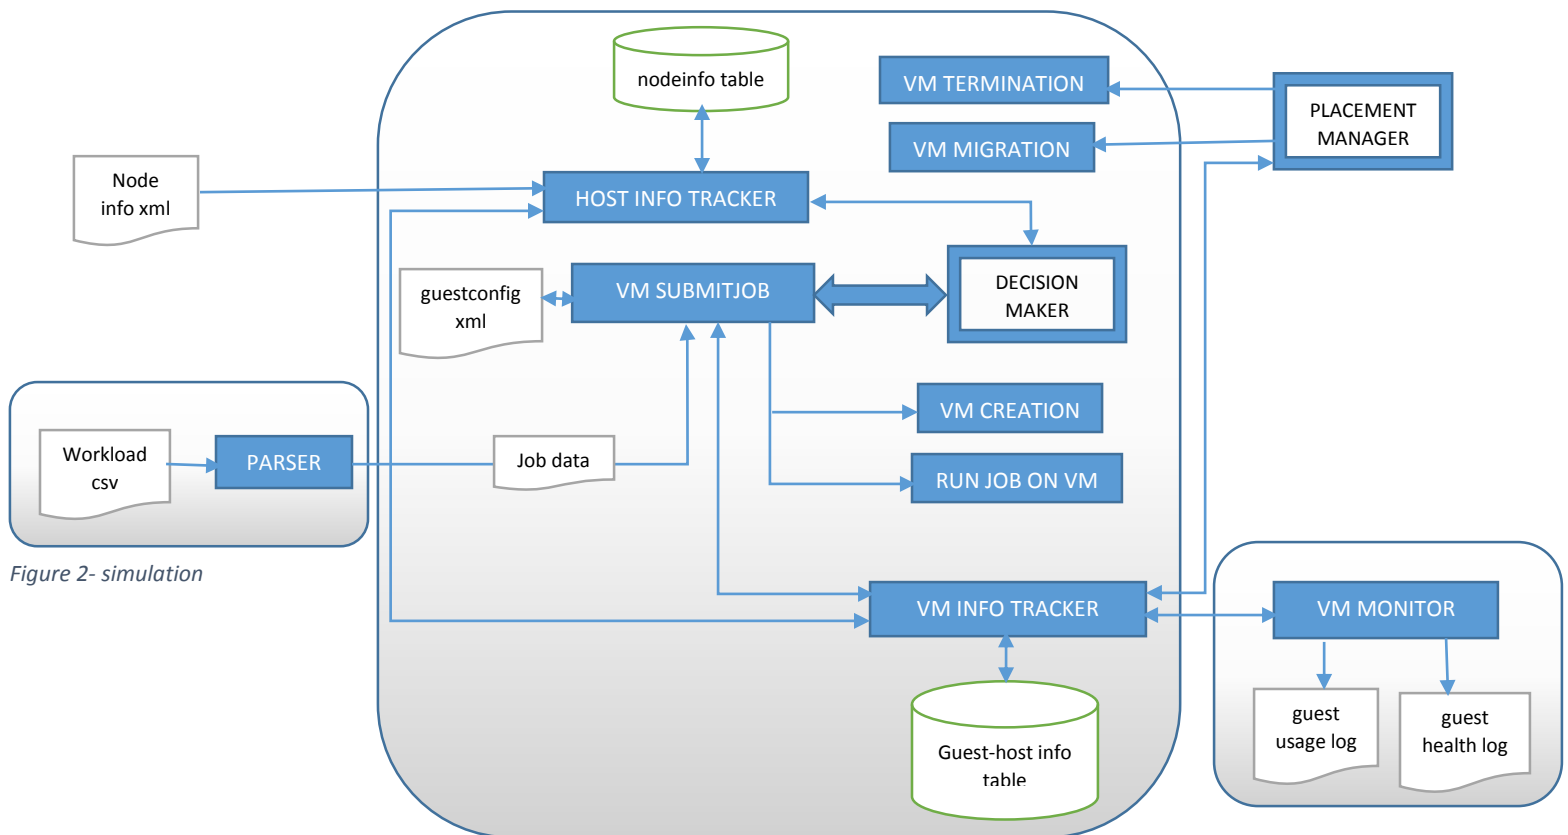 nodeinfo table
VM TERMINATION
PLACEMENT
MANAGER
VM MIGRATION
Node
info xml
HOST INFO TRACKER
guestconfig
xml
VM SUBMITJOB
DECISION
MAKER
VM CREATION
Workload
csv
PARSER
Job data
RUN JOB ON VM
Figure 2- simulation
VM INFO TRACKER
VM MONITOR
guest
usage log
guest
health log
Guest-host info
table